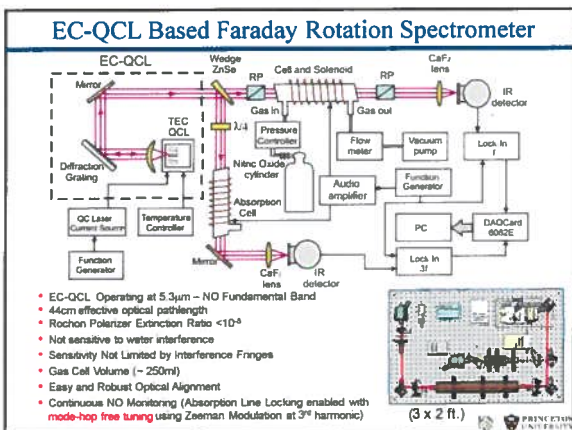 EC-QCL Based Faraday Rotation Spectrometer
EC-QCL
Mirror
TEC
QCL
Diffraction
Grating
QC Laser
Current Source
Temperature
Controller
Function
Generator
Wedge
ZnSe
RP
Cell and Solenoid
RP
CaF2
lens
IR
detector
Gas in
Gas out
λ/4
Pressure
Controller
Flow
meter
Vacuum
pump
Lock In
f
Nitric Oxide
cylinder
Absorption
Cell
Audio
amplifier
Function
Generator
PC
DAQCard
6062E
Lock In
3f
Mirror
CaF2
lens
IR
detector
• EC-QCL Operating at 5.3μm – NO Fundamental Band
• 44cm effective optical pathlength
• Rochon Polarizer Extinction Ratio <10-5
• Not sensitive to water interference
• Sensitivity Not Limited by Interference Fringes
• Gas Cell Volume (~ 250ml)
• Easy and Robust Optical Alignment
• Continuous NO Monitoring (Absorption Line Locking enabled with
mode-hop free tuning using Zeeman Modulation at 3rd harmonic)
(3 x 2 ft.)
PRINCETON
UNIVERSITY